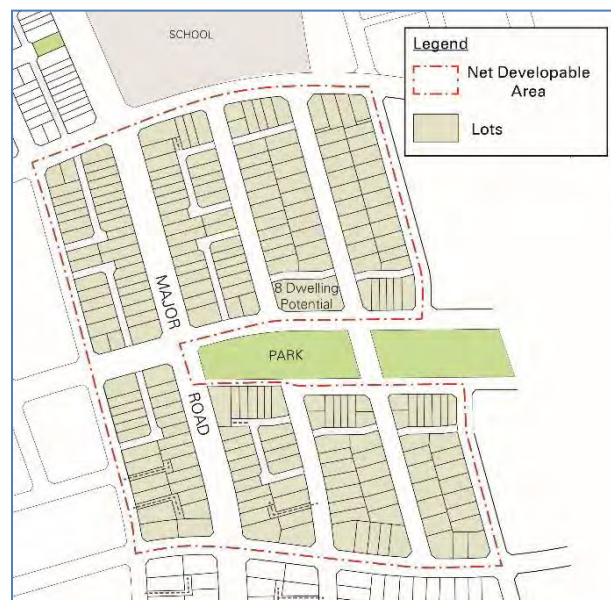 SCHOOL
Legend
Net Developable
Area
Lots
MAJOR
8 Dwelling
Potential
PARK
ROAD